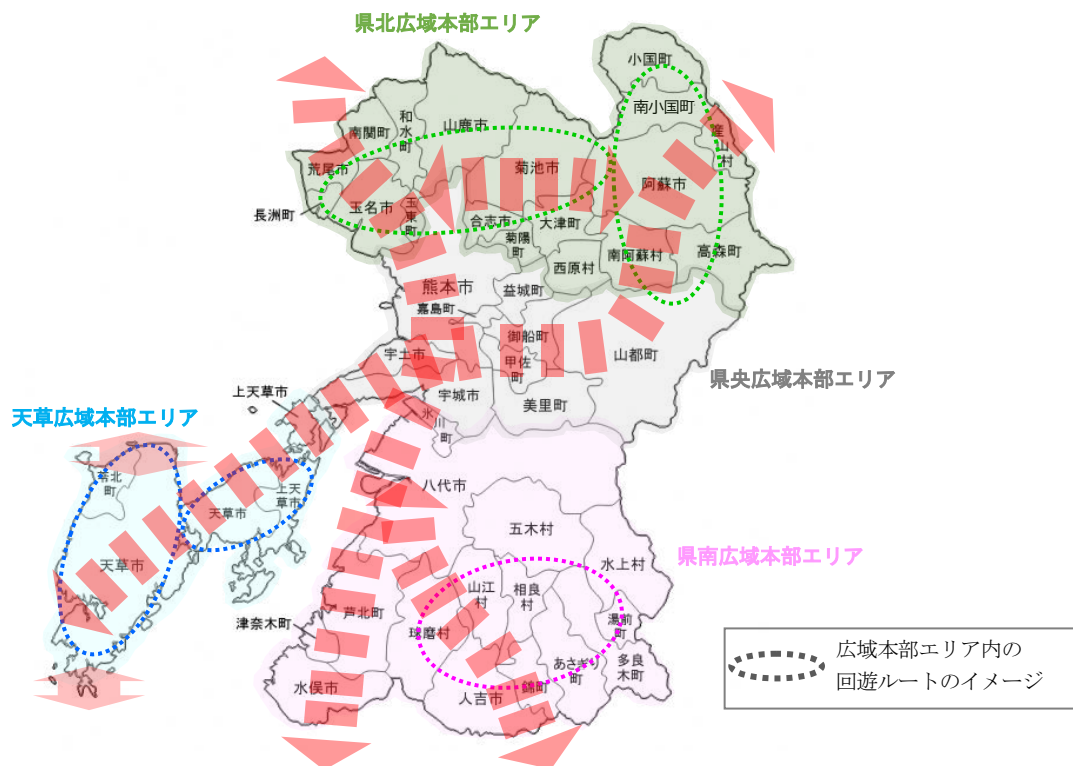 県北広域本部エリア
小国町
南小国町
産山村
和水町
山鹿市
南関町
荒尾市
菊池市
阿蘇市
長洲町
玉名市
玉東町
合志市
大津町
菊陽町
西原村
南阿蘇村
高森町
熊本市
益城町
嘉島町
御船町
山都町
宇土市
甲佐町
県央広域本部エリア
上天草市
宇城市
美里町
氷川町
天草広域本部エリア
苓北町
上天草市
天草市
八代市
天草市
五木村
県南広域本部エリア
水上村
山江村
相良村
芦北町
津奈木町
球磨村
湯前町
あさぎり町
多良木町
水俣市
人吉市
錦町
広域本部エリア内の
回遊ルートのイメージ